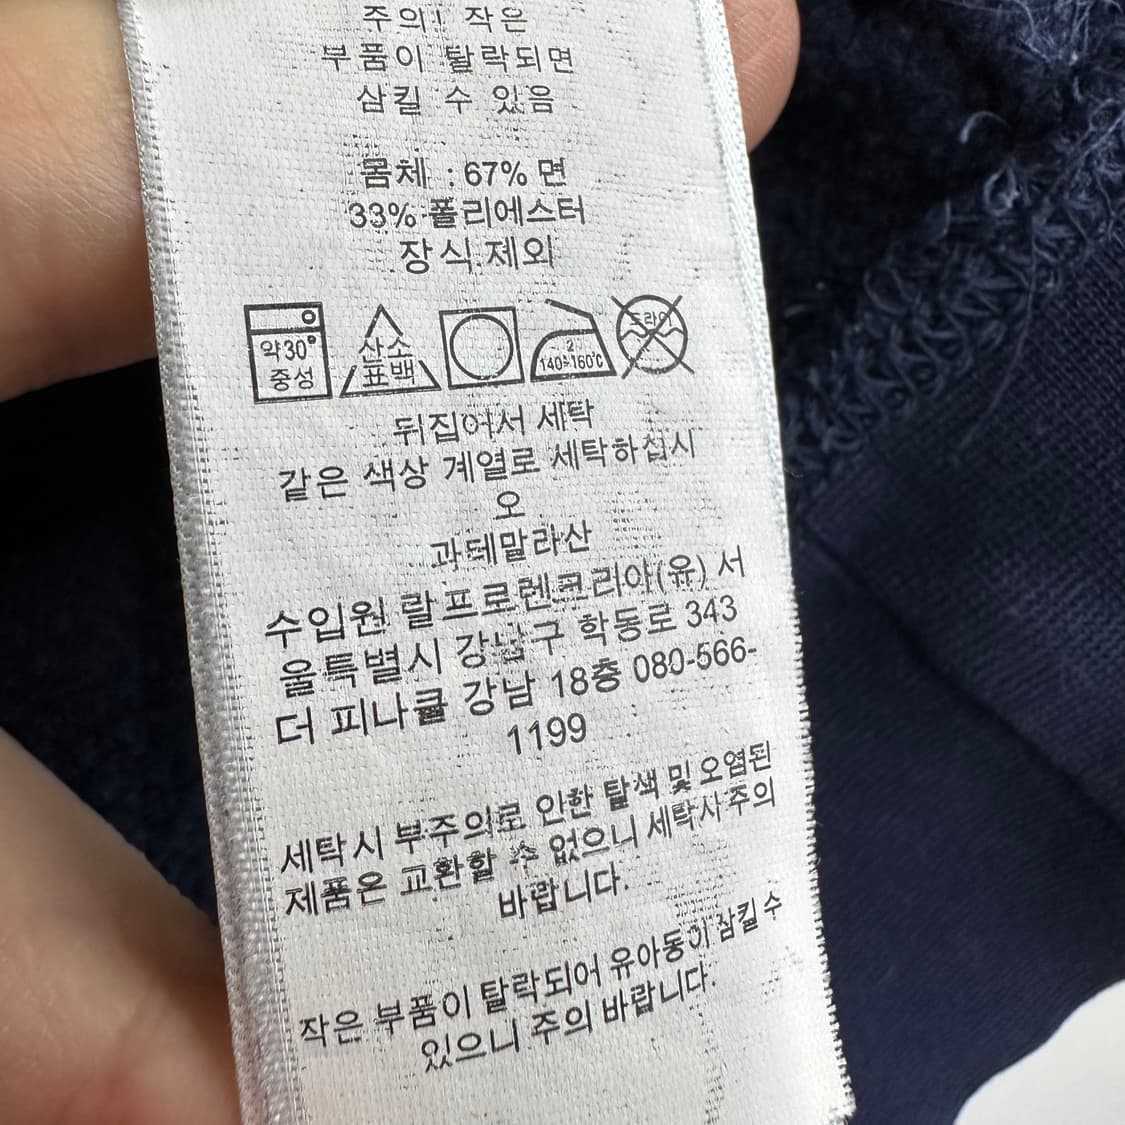 주의! 작은
부품이 탈락되면
삼킬 수 있음
몸체 : 67% 면
33% 폴리에스터
장식 제외
약30°
중성
산소
표백
2
140~160°C
드라이
뒤집어서 세탁
같은 색상 계열로 세탁하십시
오
과테말라산
수입원 랄프로렌코리아(유) 서
울특별시 강남구 학동로 343
더 피나클 강남 18층 080-566-
1199
세탁시 부주의로 인한 탈색 및 오염된
제품은 교환할 수 없으니 세탁시 주의
바랍니다.
작은 부품이 탈락되어 유아동이 삼킬 수
있으니 주의 바랍니다.